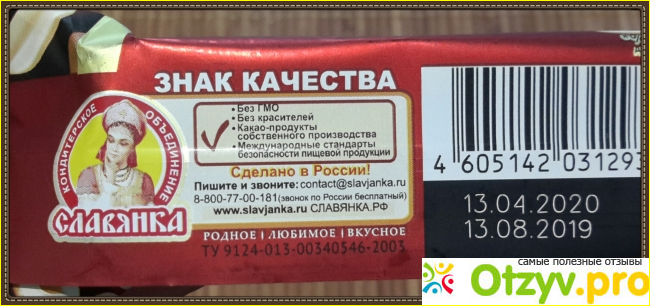 ЗНАК КАЧЕСТВА
КОНДИТЕРСКОЕ ОБЪЕДИНЕНИЕ
СЛАВЯНКА
• Без ГМО
• Без красителей
• Какао-продукты
собственного производства
• Международные стандарты
безопасности пищевой продукции
Сделано в России!
Пишите и звоните: contact@slavjanka.ru
8-800-77-00-181(звонок по России бесплатный)
www.slavjanka.ru СЛАВЯНКА.РФ
РОДНОЕ | ЛЮБИМОЕ | ВКУСНОЕ
ТУ 9124-013-00340546-2003
4 605142 031293
13.04.2020
13.08.2019
самые полезные отзывы
Otzyv.pro